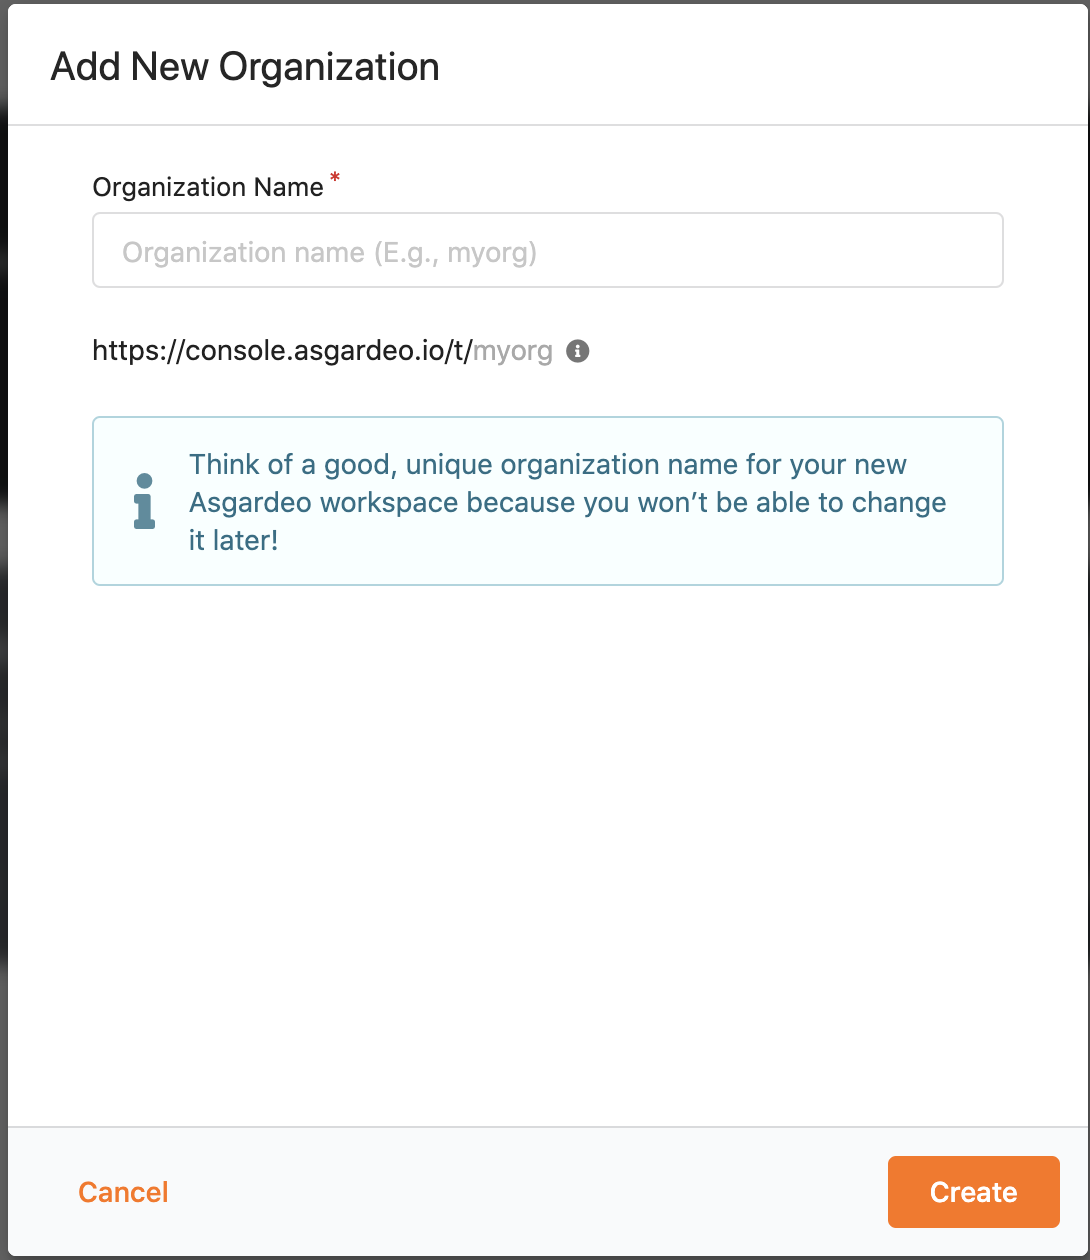 Add New Organization
Organization Name *
Organization name (E.g., myorg)
https://console.asgardeo.io/t/myorg
Think of a good, unique organization name for your new
Asgardeo workspace because you won’t be able to change
it later!
Cancel
Create